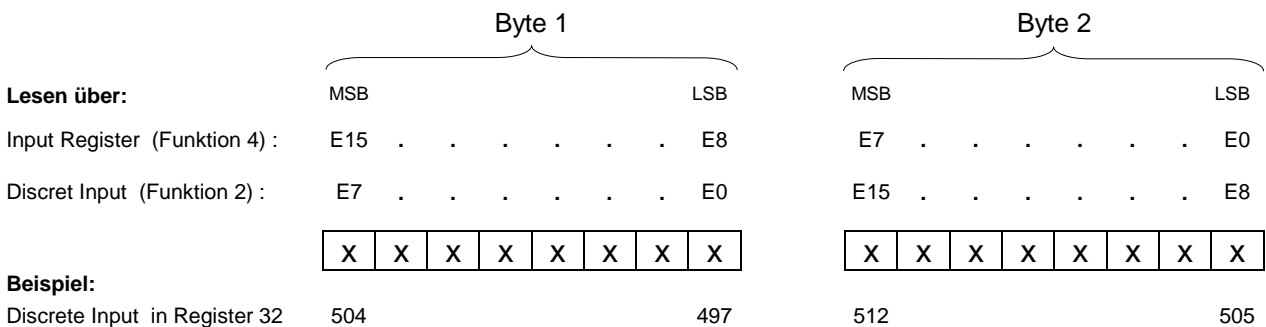 Byte 1 Byte 2
Lesen über: MSB LSB MSB LSB
Input Register (Funktion 4) : E15 . . . . . . E8 E7 . . . . . . E0
Discret Input (Funktion 2) : E7 . . . . . . E0 E15 . . . . . . E8
X X X X X X X X X X X X X X X X
Beispiel:
Discrete Input in Register 32 504 497 512 505